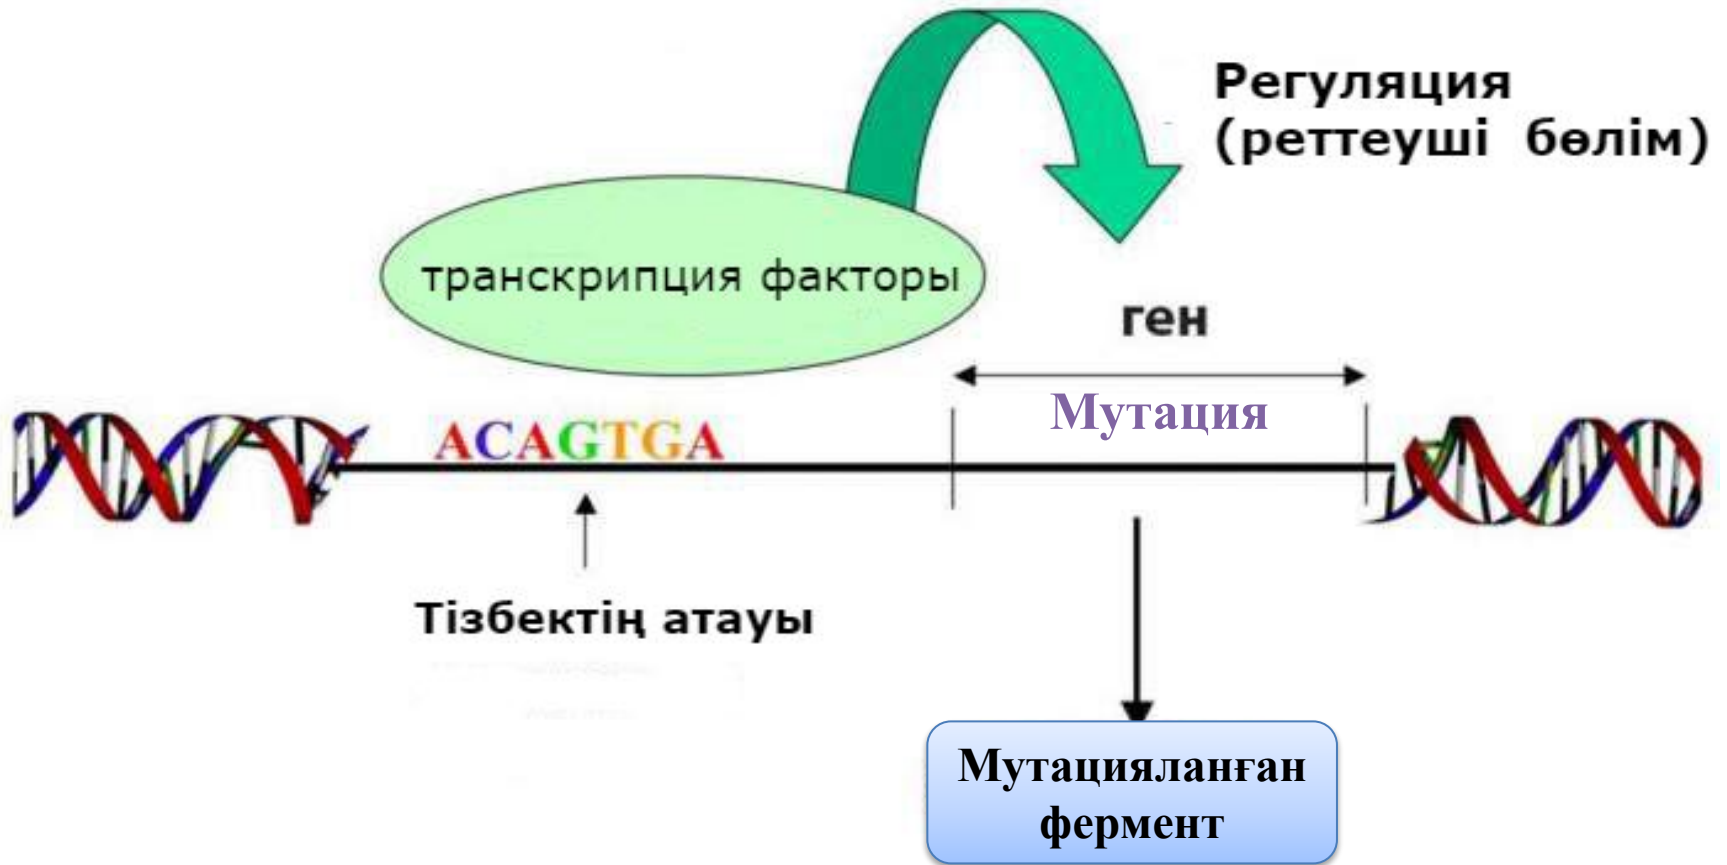 Регуляция
(реттеуші бөлім)
транскрипция факторы
ген
Мутация
ACAGTGA
Тізбектің атауы
Мутацияланған
фермент